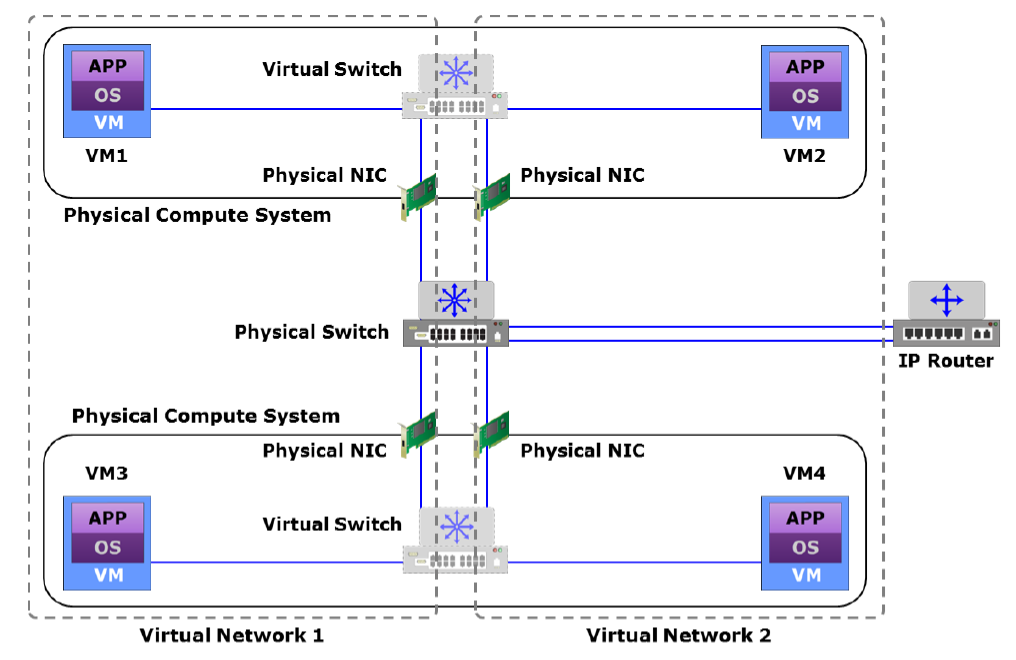 APP
OS
VM
VM1
Virtual Switch
APP
OS
VM
VM2
Physical NIC
Physical NIC
Physical Compute System
Physical Switch
IP Router
Physical Compute System
Physical NIC
Physical NIC
VM3
APP
OS
VM
Virtual Switch
VM4
APP
OS
VM
Virtual Network 1
Virtual Network 2